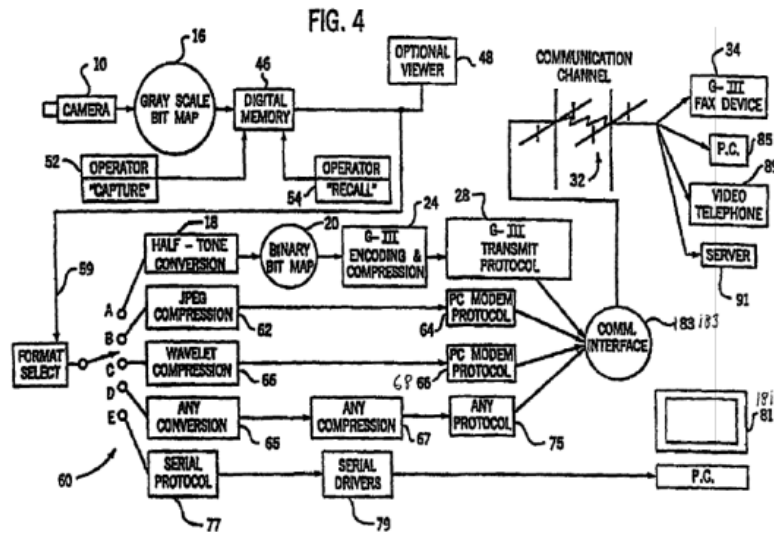 FIG. 4
10
16
46
OPTIONAL
VIEWER
48
COMMUNICATION
CHANNEL
34
CAMERA
GRAY SCALE
BIT MAP
DIGITAL
MEMORY
G-III
FAX DEVICE
P.C.
85
52
OPERATOR
"CAPTURE"
OPERATOR
"RECALL"
54
32
VIDEO
TELEPHONE
SERVER
91
59
18
HALF-TONE
CONVERSION
20
BINARY
BIT MAP
24
G-III
ENCODING &
COMPRESSION
28
G-III
TRANSMIT
PROTOCOL
A
JPEG
COMPRESSION
62
PC MODEM
PROTOCOL
64
COMM.
INTERFACE
183 183
FORMAT
SELECT
B
C
WAVELET
COMPRESSION
66
PC MODEM
PROTOCOL
68 66
D
ANY
CONVERSION
65
ANY
COMPRESSION
67
ANY
PROTOCOL
75
181
81
E
60
SERIAL
PROTOCOL
77
SERIAL
DRIVERS
79
P.C.